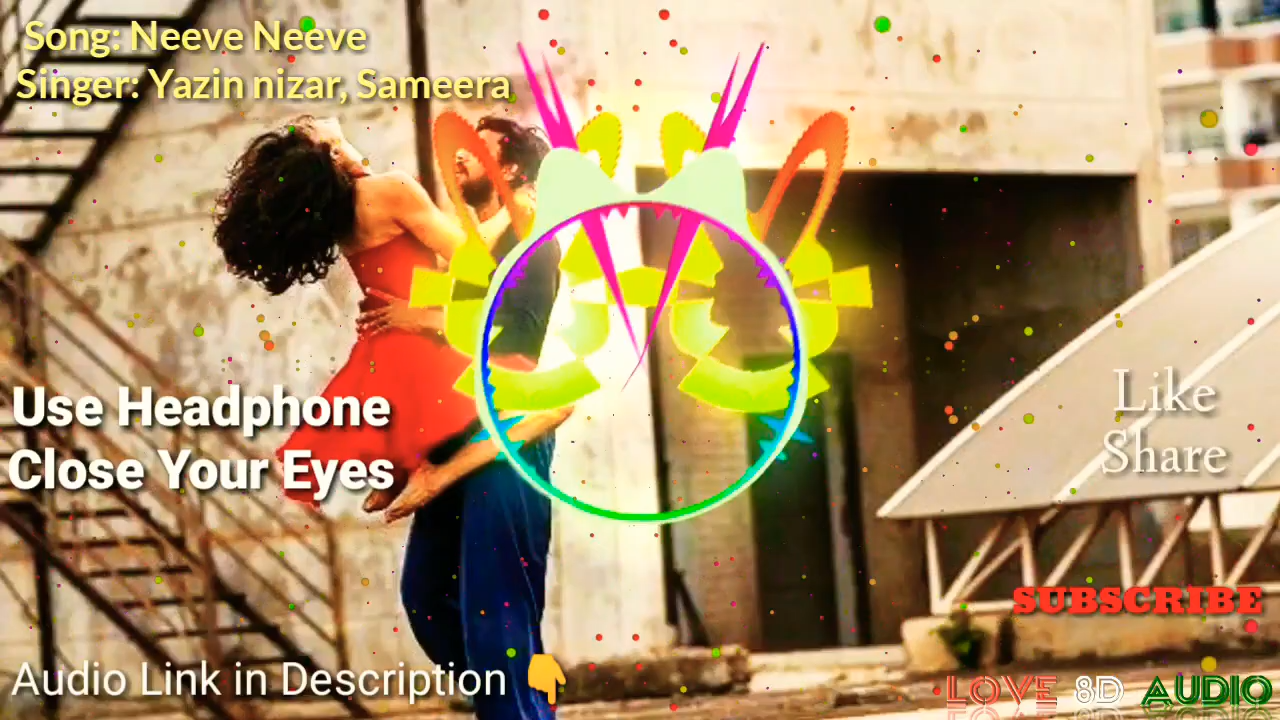 Song: Neeve Neeve
Singer: Yazin nizar, Sameera
Use Headphone
Close Your Eyes
Like
Share
SUBSCRIBE
Audio Link in Description 👇
LOVE 8D AUDIO